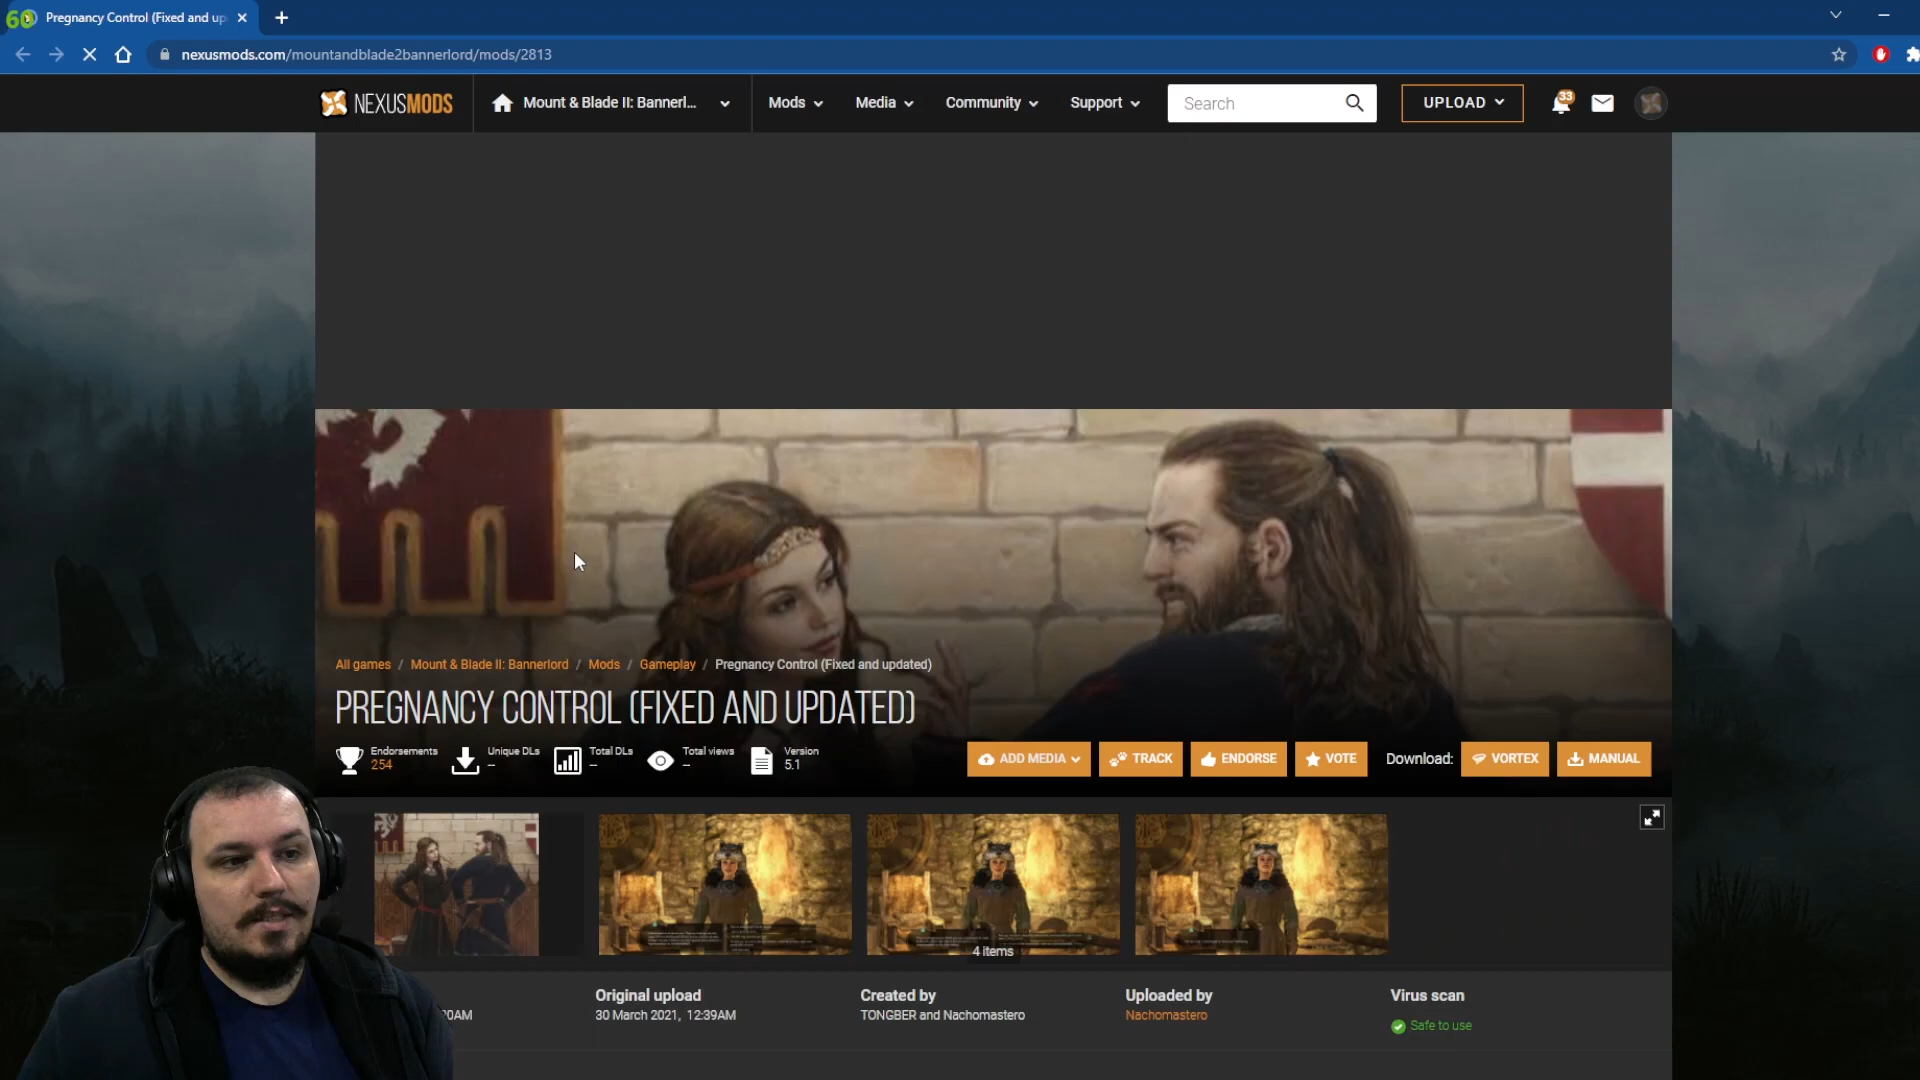 60
Pregnancy Control (Fixed and up
nexusmods.com/mountandblade2bannerlord/mods/2813
NEXUSMODS
Mount & Blade II: Bannerl...
Mods
Media
Community
Support
Search
UPLOAD
33
All games / Mount & Blade II: Bannerlord / Mods / Gameplay / Pregnancy Control (Fixed and updated)
PREGNANCY CONTROL (FIXED AND UPDATED)
Endorsements
254
Unique DLs
--
Total DLs
--
Total views
--
Version
5.1
ADD MEDIA
TRACK
ENDORSE
VOTE
Download:
VORTEX
MANUAL
4 items
0AM
Original upload
30 March 2021, 12:39AM
Created by
TONGBER and Nachomastero
Uploaded by
Nachomastero
Virus scan
Safe to use